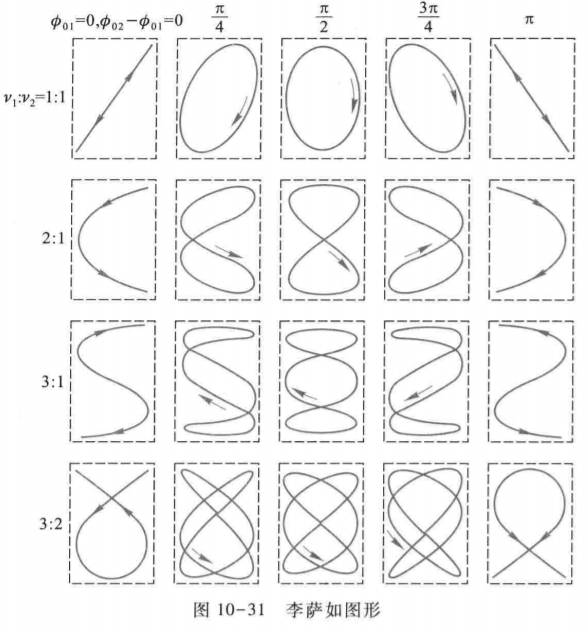 ϕ₀₁=0,ϕ₀₂−ϕ₀₁=0 π/4 π/2 3π/4 π
ν₁:ν₂=1:1
2:1
3:1
3:2
图 10-31 李萨如图形